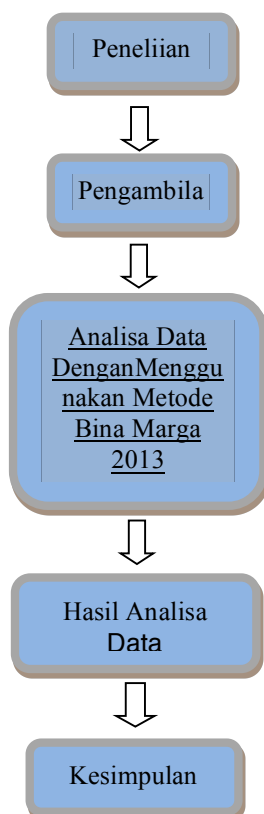 Peneliian
Pengambila
Analisa Data
DenganMenggu
nakan Metode
Bina Marga
2013
Hasil Analisa
Data
Kesimpulan